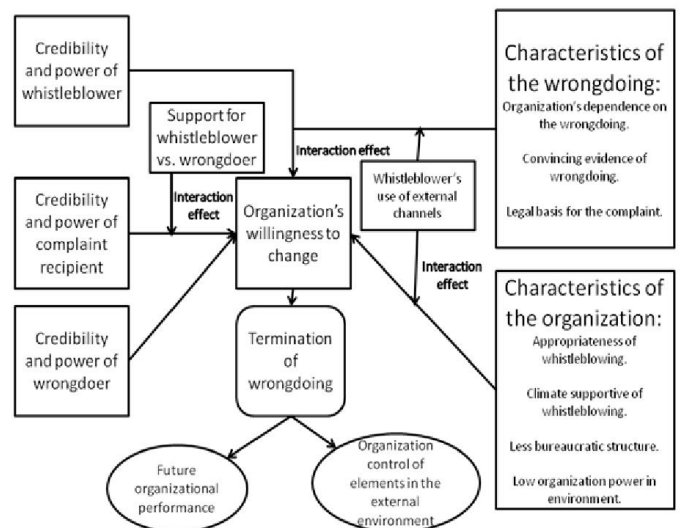 Credibility
and power of
whistleblower
Support for
whistleblower
vs. wrongdoer
Interaction
effect
Credibility
and power of
complaint
recipient
Credibility
and power of
wrongdoer
Interaction effect
Organization's
willingness to
change
Whistleblower's
use of external
channels
Interaction
effect
Termination
of
wrongdoing
Future
organizational
performance
Organization
control of
elements in the
external
environment
Characteristics of
the wrongdoing:
Organization's dependence on
the wrongdoing.
Convincing evidence of
wrongdoing.
Legal basis for the complaint.
Characteristics of
the organization:
Appropriateness of
whistleblowing.
Climate supportive of
whistleblowing.
Less bureaucratic structure.
Low organization power in
environment.